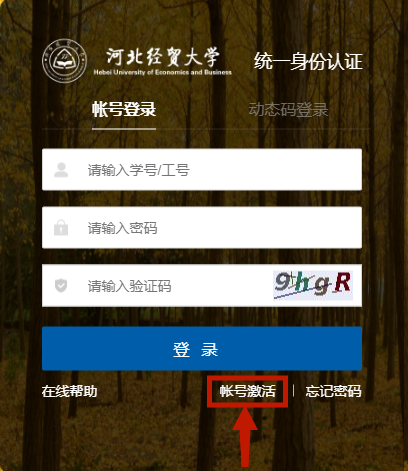 河北经贸大学
Hebei University of Economics and Business
统一身份认证
帐号登录 动态码登录
请输入学号/工号
请输入密码
请输入验证码 9hgR
登 录
在线帮助 帐号激活 | 忘记密码